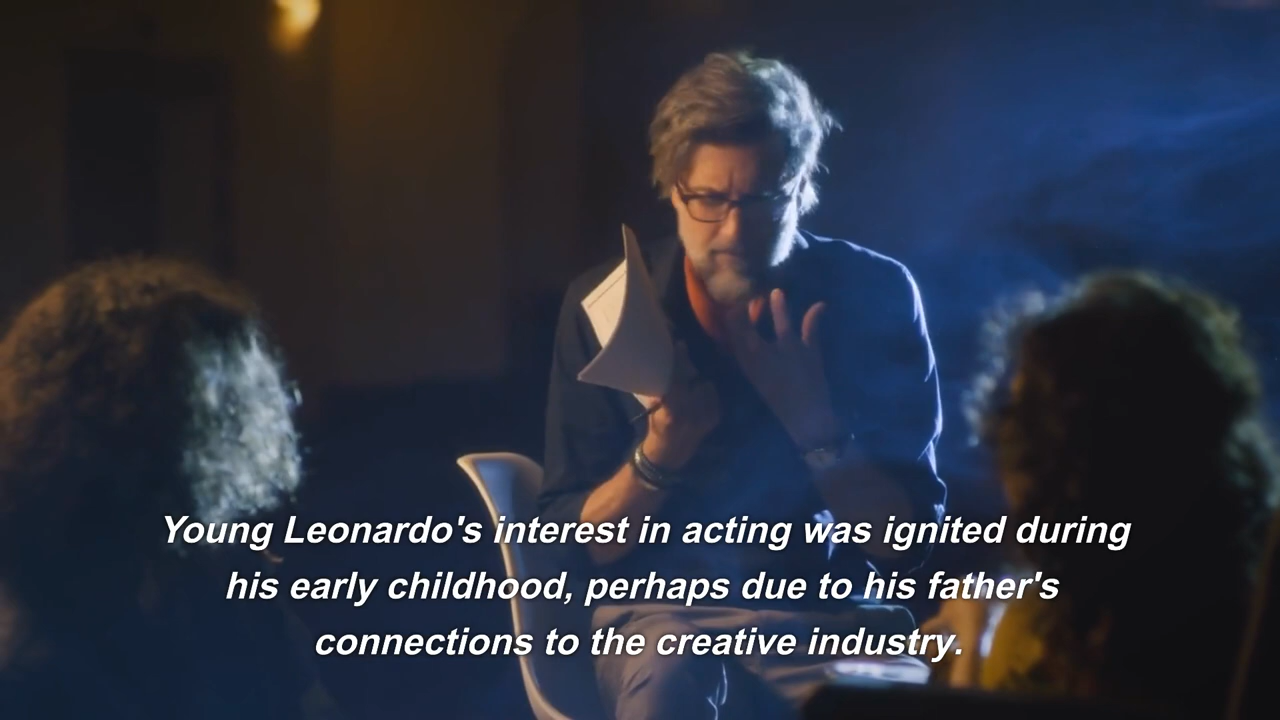 Young Leonardo's interest in acting was ignited during
his early childhood, perhaps due to his father's
connections to the creative industry.